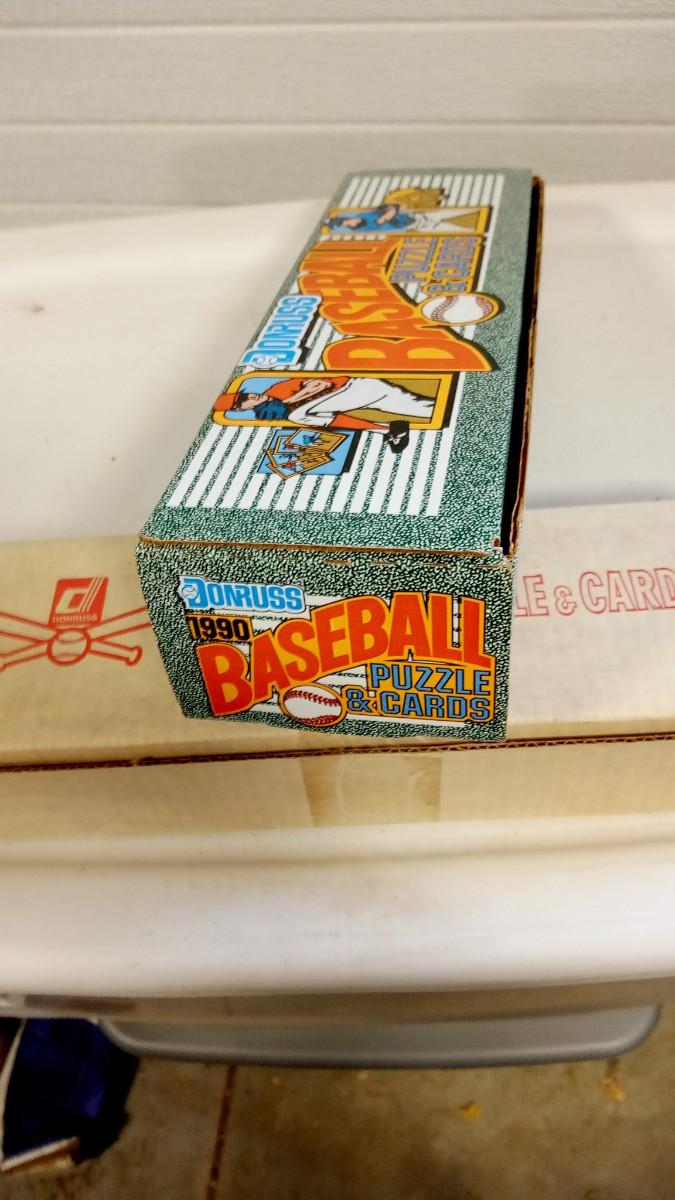 DONRUSS
BASEBALL
PUZZLE
& CARDS
DONRUSS
1990
BASEBALL
PUZZLE
& CARDS
DONRUSS
LE & CARD